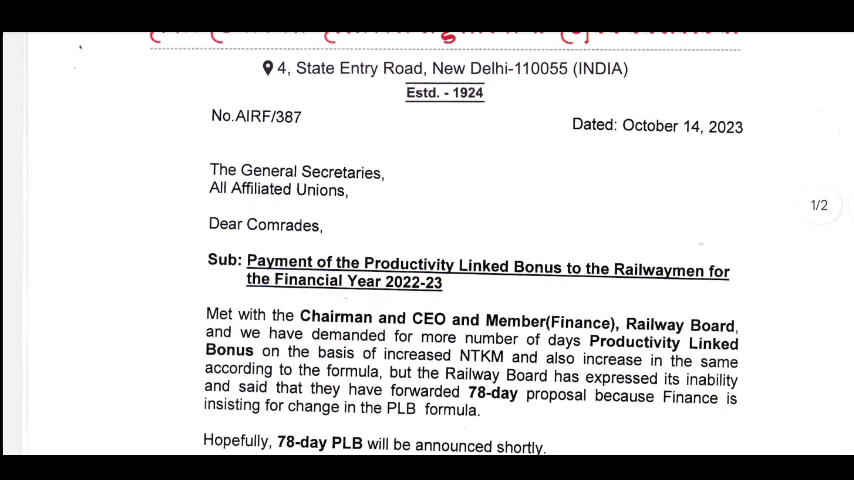 4, State Entry Road, New Delhi-110055 (INDIA)
Estd. - 1924
No.AIRF/387
Dated: October 14, 2023
The General Secretaries,
All Affiliated Unions,
1/2
Dear Comrades,
Sub: Payment of the Productivity Linked Bonus to the Railwaymen for
the Financial Year 2022-23
Met with the Chairman and CEO and Member(Finance), Railway Board,
and we have demanded for more number of days Productivity Linked
Bonus on the basis of increased NTKM and also increase in the same
according to the formula, but the Railway Board has expressed its inability
and said that they have forwarded 78-day proposal because Finance is
insisting for change in the PLB formula.
Hopefully, 78-day PLB will be announced shortly.